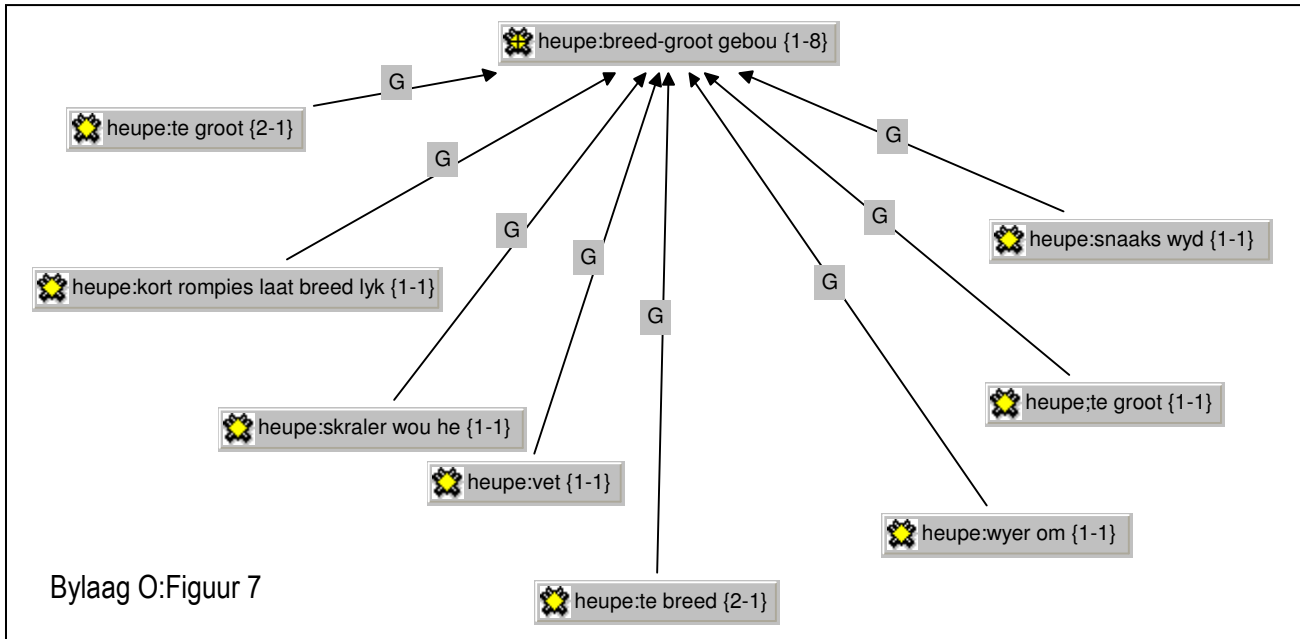 heupe:breed-groot gebou {1-8}
G
heupe:te groot {2-1}
G
G
heupe:kort rompies laat breed lyk {1-1}
G
G
heupe:snaaks wyd {1-1}
G
G
G
heupe:skraler wou he {1-1}
heupe;te groot {1-1}
heupe:vet {1-1}
heupe:wyer om {1-1}
heupe:te breed {2-1}
Bylaag O:Figuur 7